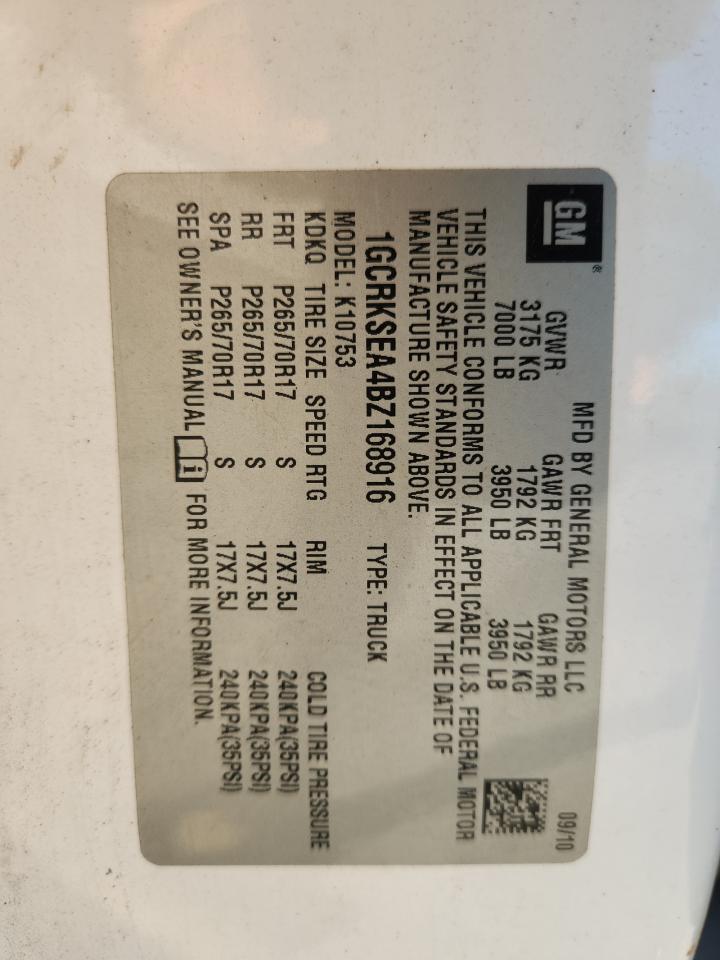 GM ®
MFD BY GENERAL MOTORS LLC 09/10
GVWR GAWR FRT GAWR RR
3175 KG 1792 KG 1792 KG
7000 LB 3950 LB 3950 LB
THIS VEHICLE CONFORMS TO ALL APPLICABLE U.S. FEDERAL MOTOR
VEHICLE SAFETY STANDARDS IN EFFECT ON THE DATE OF
MANUFACTURE SHOWN ABOVE.
1GCRKSEA4BZ168916 TYPE: TRUCK
MODEL: K10753
KDKQ TIRE SIZE SPEED RTG RIM COLD TIRE PRESSURE
FRT P265/70R17 S 17X7.5J 240KPA(35PSI)
RR P265/70R17 S 17X7.5J 240KPA(35PSI)
SPA P265/70R17 S 17X7.5J 240KPA(35PSI)
SEE OWNER'S MANUAL i FOR MORE INFORMATION.